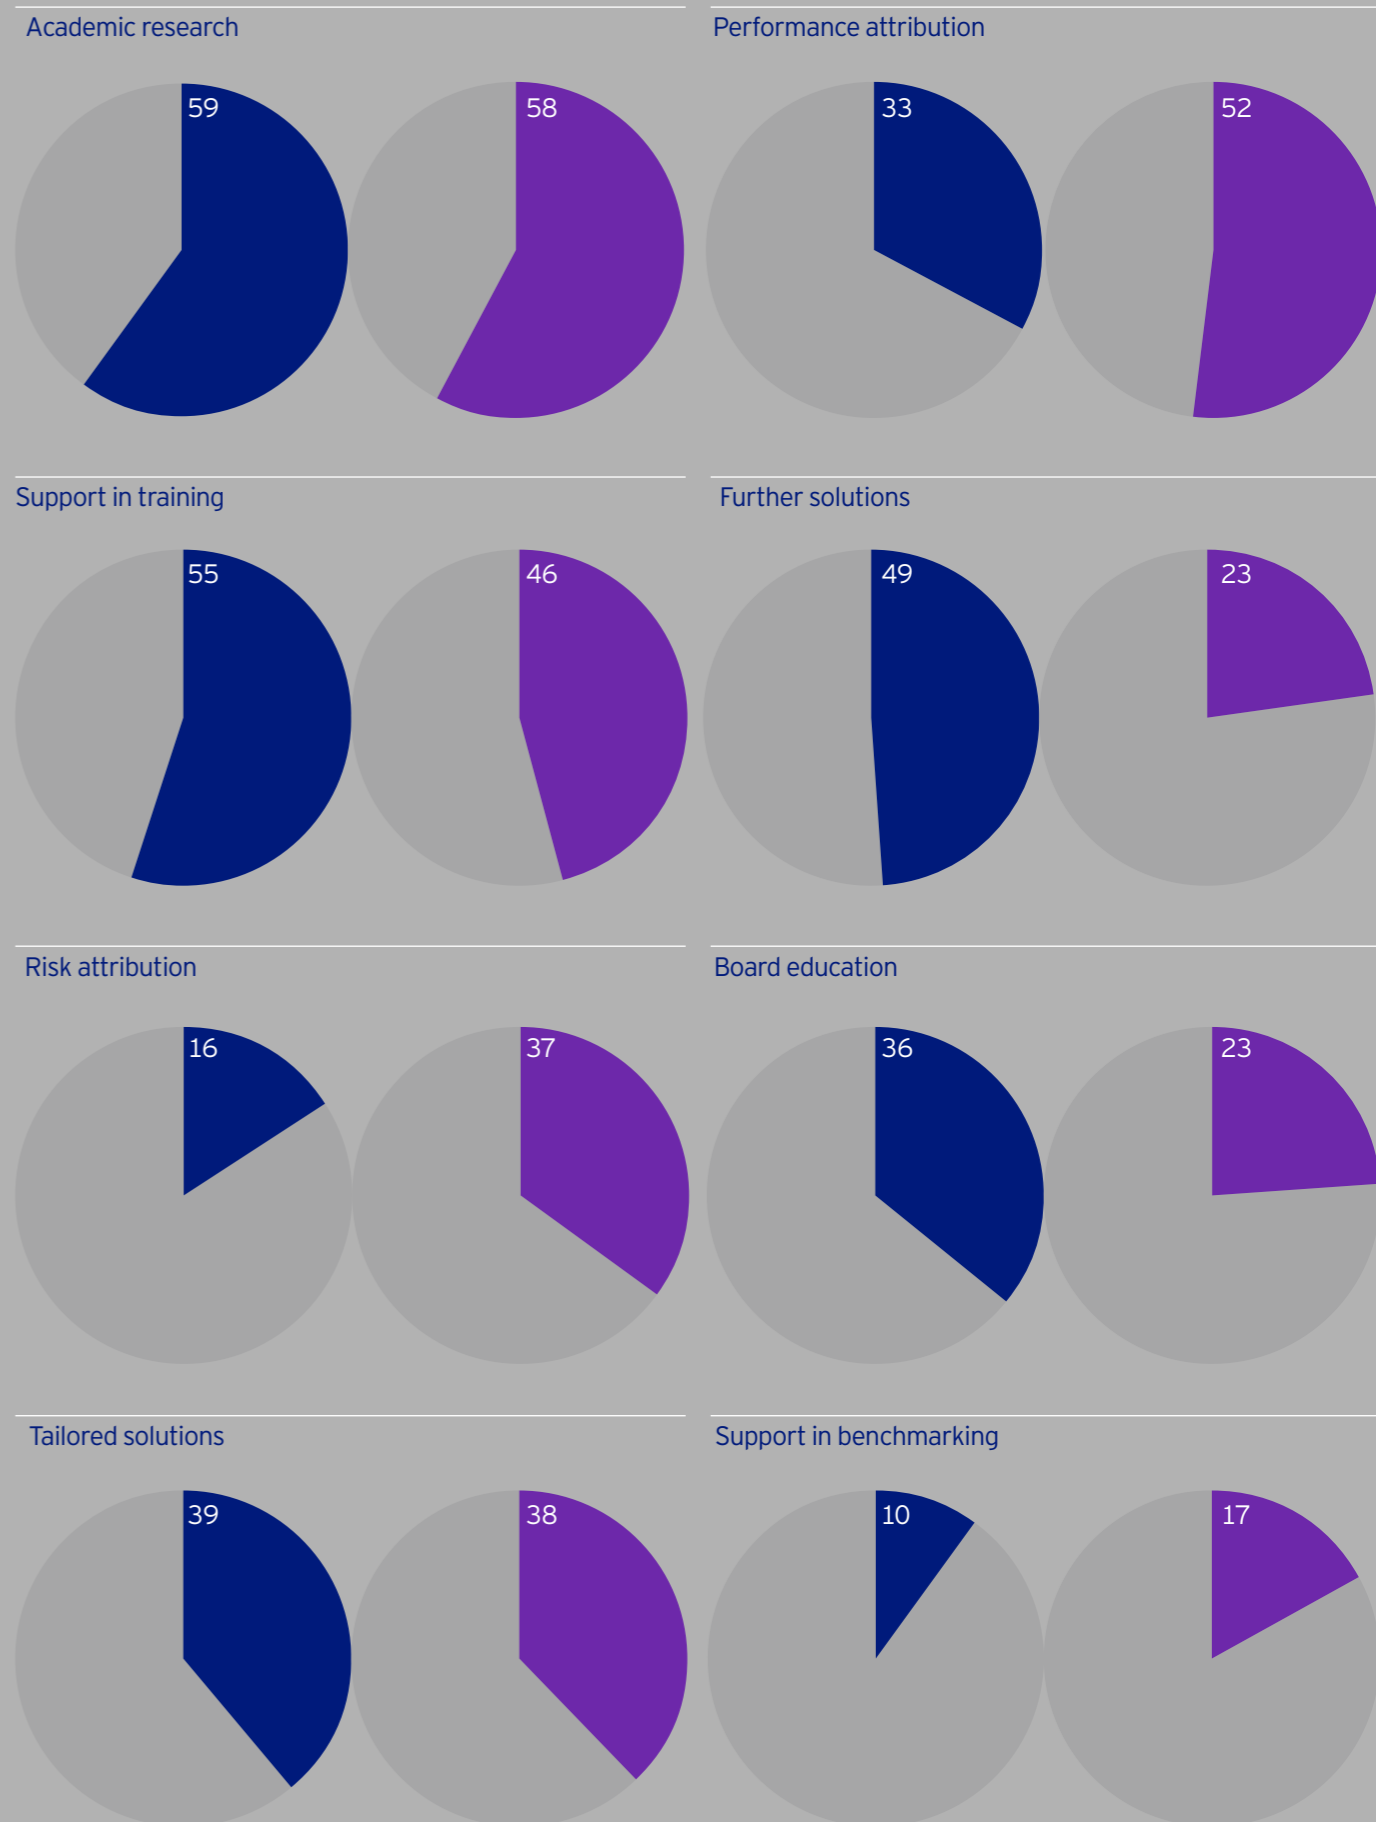 Academic research
59
58
Performance attribution
33
52
Support in training
55
46
Further solutions
49
23
Risk attribution
16
37
Board education
36
23
Tailored solutions
39
38
Support in benchmarking
10
17